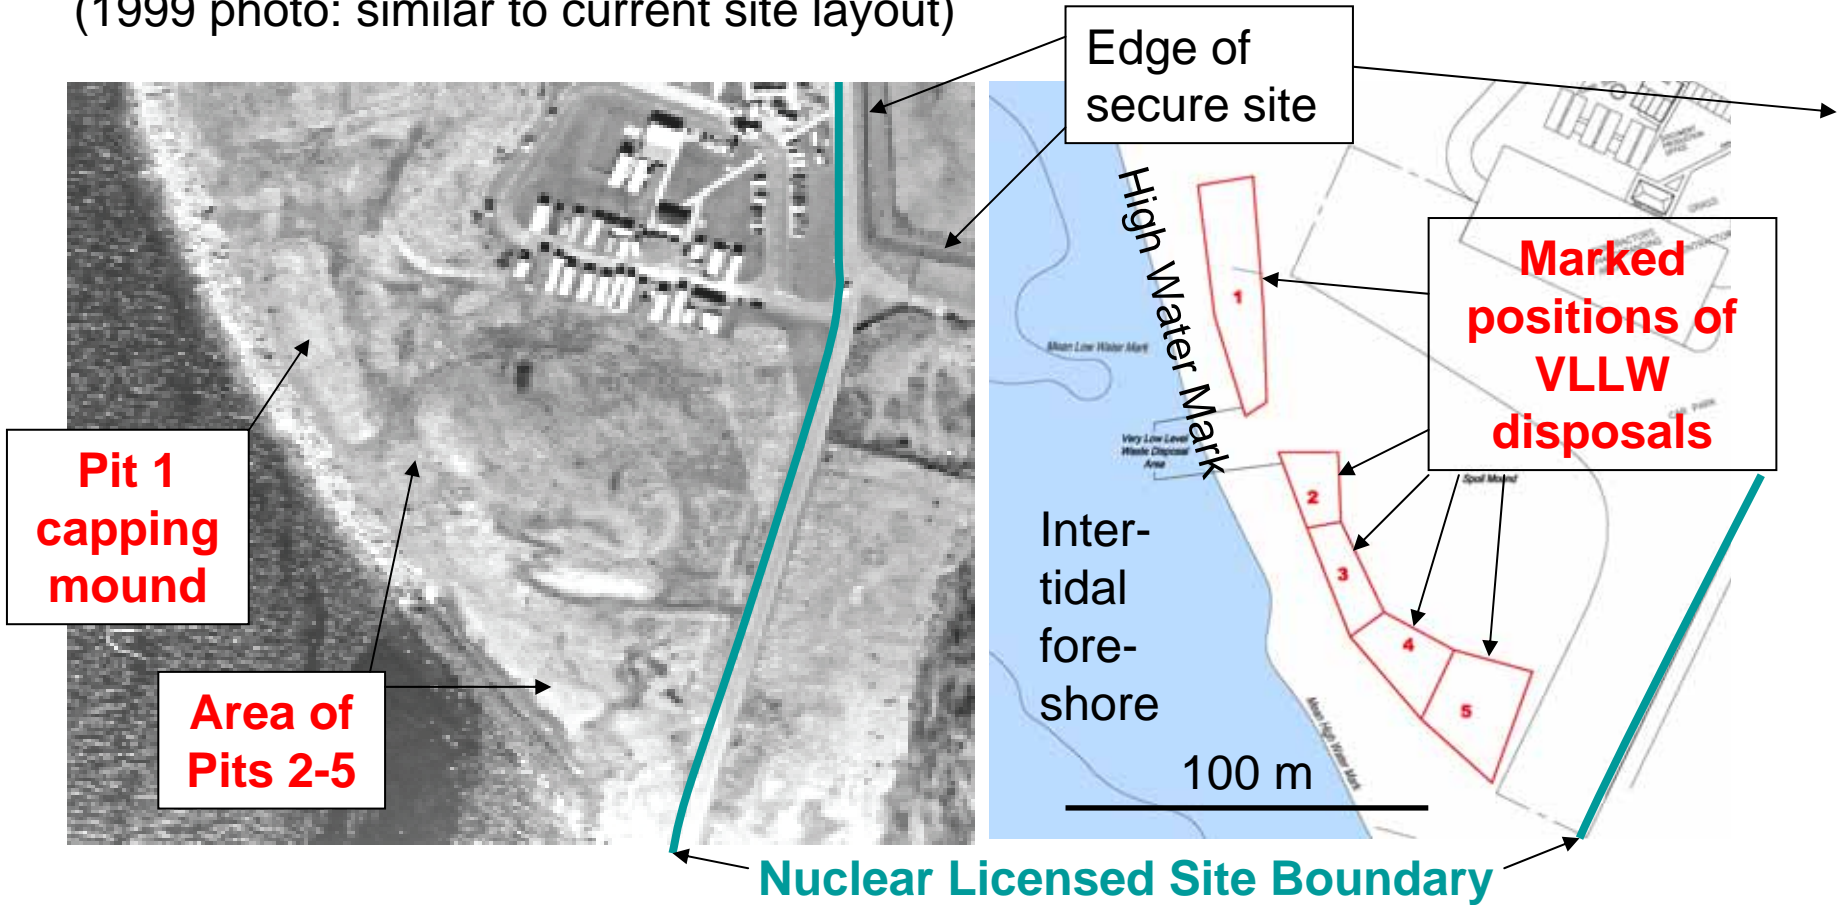 (1999 photo: similar to current site layout)
Edge of
secure site
High Water Mark
1
Marked
positions of
VLLW
disposals
Mean Low Water Mark
CAR PARK
Very Low Level
Waste Disposal
Area
Pit 1
capping
mound
Spoil Mound
2
Inter-
tidal
fore-
shore
3
4
5
Area of
Pits 2-5
Mean High Water Mark
100 m
Nuclear Licensed Site Boundary